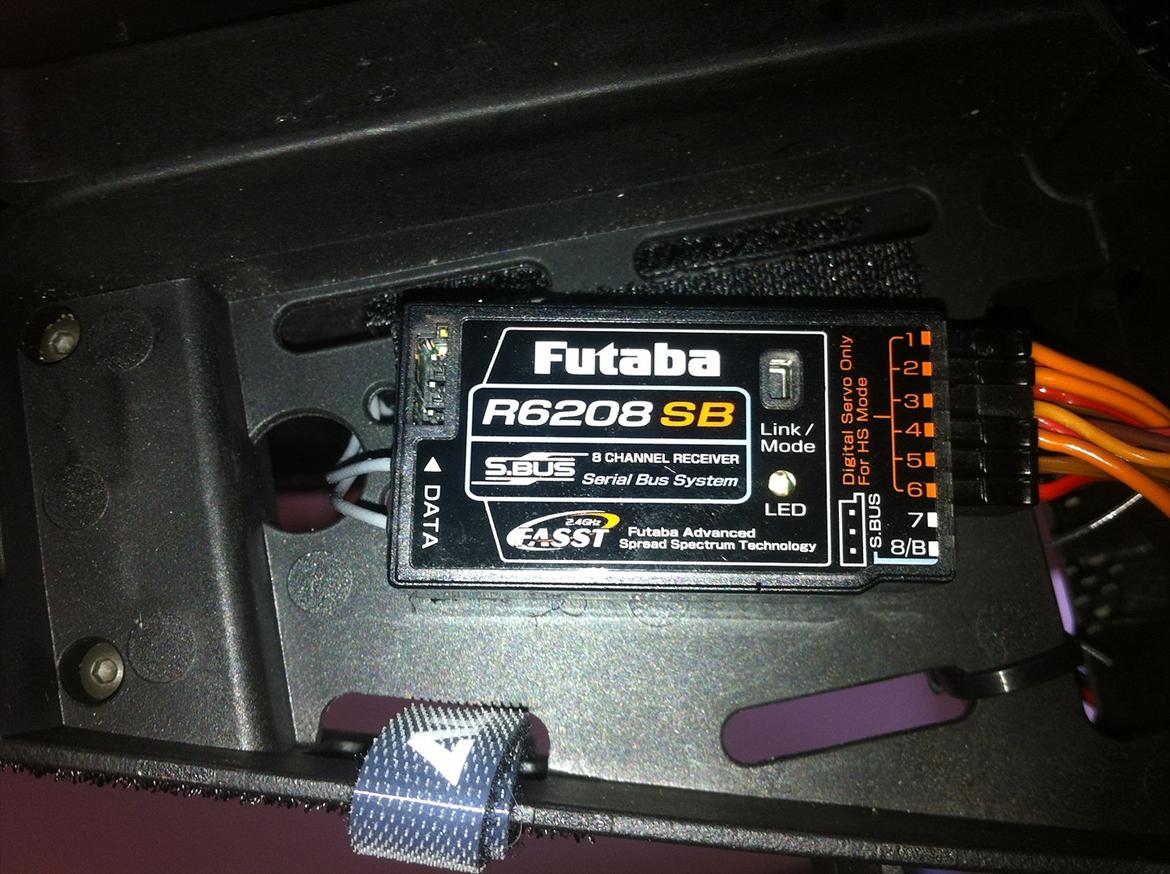 Futaba
R6208 SB
S.BUS
8 CHANNEL RECEIVER
Serial Bus System
2.4GHz
FASST
Futaba Advanced
Spread Spectrum Technology
DATA
Link /
Mode
LED
Digital Servo Only
For HS Mode
1
2
3
4
5
6
7
8/B
S.BUS
A